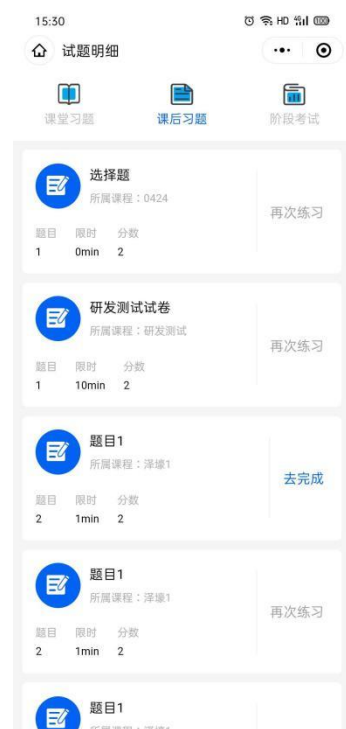 15:30 HD 100
试题明细
课堂习题 课后习题 阶段考试
选择题
所属课程：0424
再次练习
题目 限时 分数
1 0min 2
研发测试试卷
所属课程：研发测试
再次练习
题目 限时 分数
1 10min 2
题目1
所属课程：泽壕1
去完成
题目 限时 分数
2 1min 2
题目1
所属课程：泽壕1
再次练习
题目 限时 分数
2 1min 2
题目1